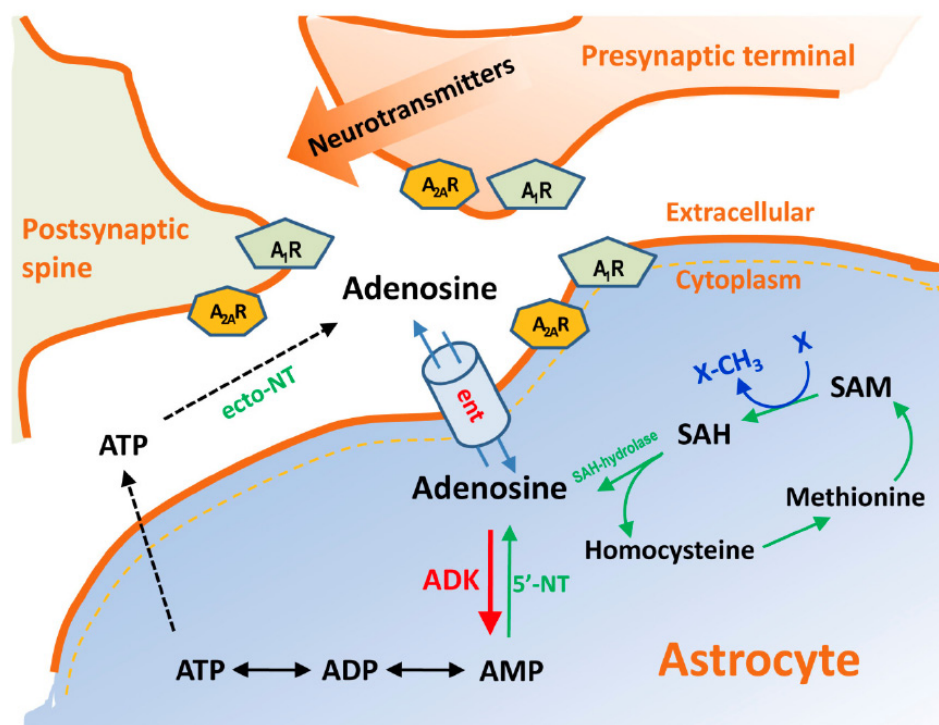 Presynaptic terminal
Neurotransmitters
A2AR
A1R
Postsynaptic
spine
A1R
A2AR
Extracellular
Cytoplasm
A1R
A2AR
Adenosine
ecto-NT
ent
ATP
X-CH3
X
SAM
SAH
SAH-hydrolase
Adenosine
Methionine
Homocysteine
ADK
5’-NT
ATP
ADP
AMP
Astrocyte